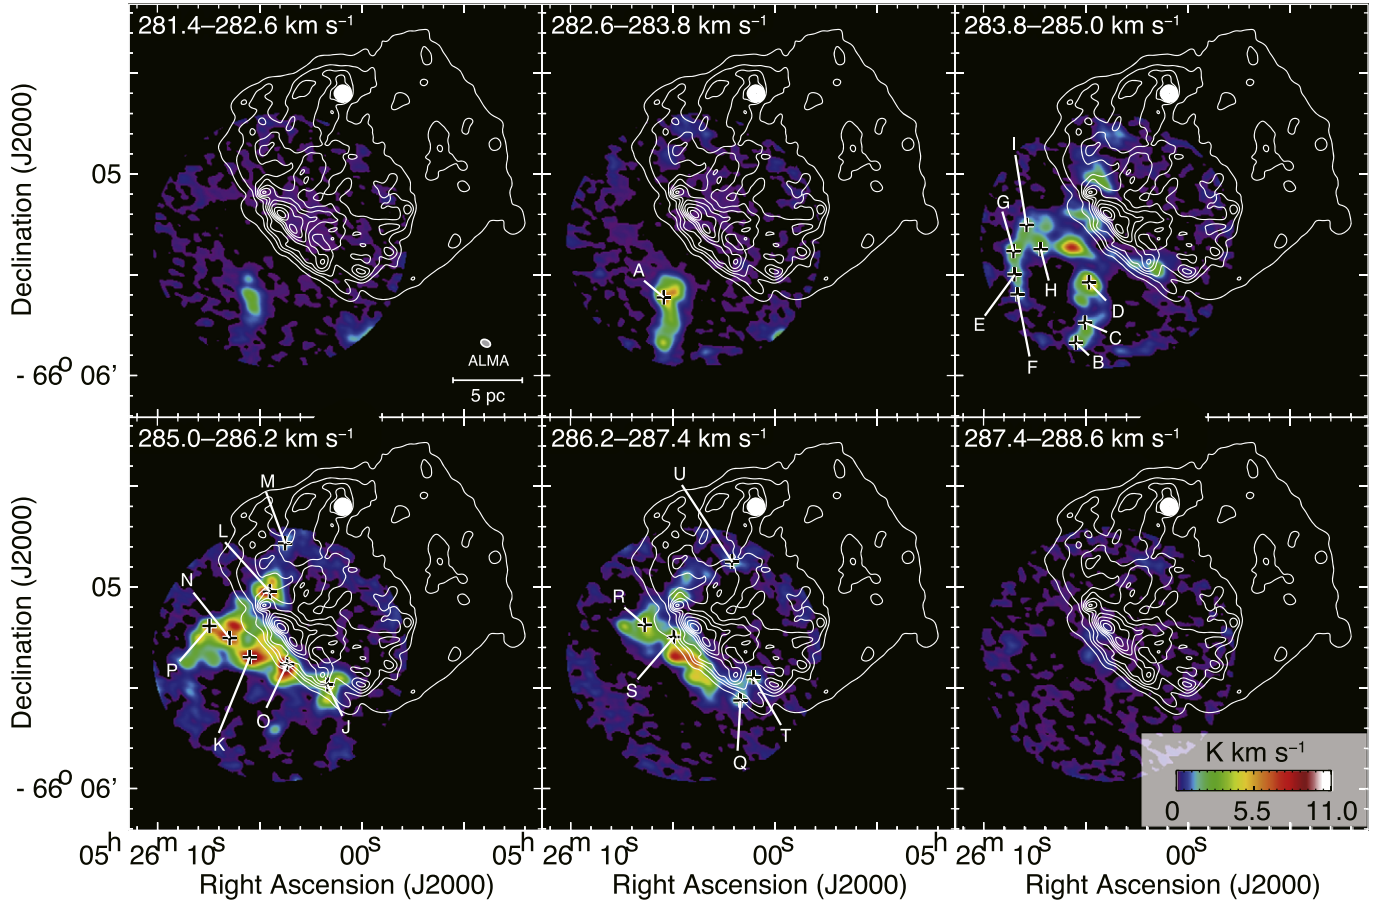 281.4–282.6 km s⁻¹
282.6–283.8 km s⁻¹
283.8–285.0 km s⁻¹
Declination (J2000)
05
- 66° 06'
ALMA
5 pc
A
I
G
E
F
H
D
C
B
285.0–286.2 km s⁻¹
286.2–287.4 km s⁻¹
287.4–288.6 km s⁻¹
Declination (J2000)
05
- 66° 06'
M
L
N
P
K
O
J
U
R
S
Q
T
K km s⁻¹
0 5.5 11.0
05ʰ 26ᵐ 10ˢ 00ˢ 05ʰ 26ᵐ 10ˢ 00ˢ 05ʰ 26ᵐ 10ˢ 00ˢ
Right Ascension (J2000)
Right Ascension (J2000)
Right Ascension (J2000)